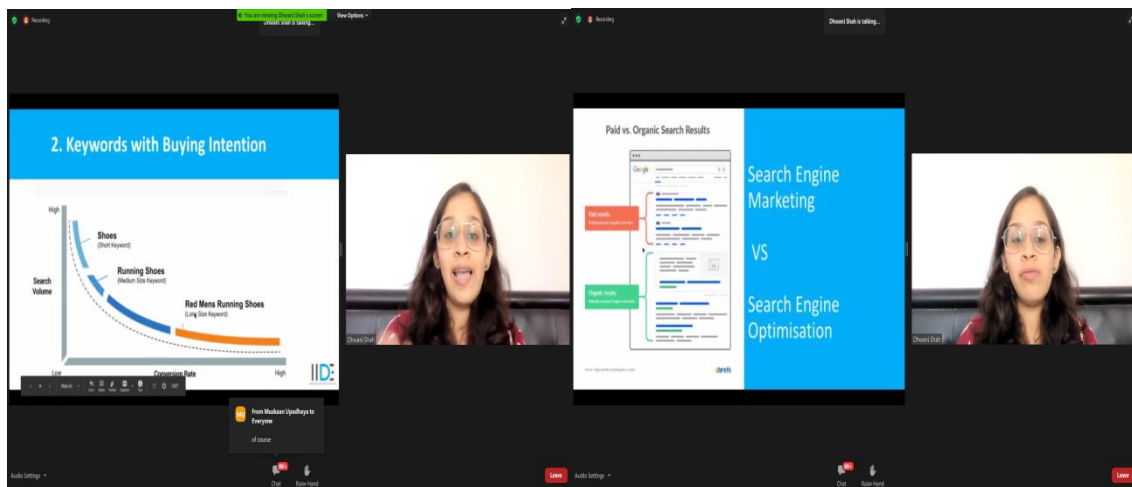 Recording
You are viewing Dhwani Shah's screen
View Options
Dhwani Shah is talking...
2. Keywords with Buying Intention
High
Shoes
(Short Keyword)
Running Shoes
(Medium Size Keyword)
Search
Volume
Red Mens Running Shoes
(Long Size Keyword)
Low
Conversion Rate
High
IIDE
EXIT
Dhwani Shah
MU
From Muskaan Upadhaya to
Everyone
of course
Audio Settings
99+
Chat
Raise Hand
Leave
Recording
Dhwani Shah is talking...
Paid vs. Organic Search Results
Google
Paid results
Organic results
ahrefs
Search Engine
Marketing
VS
Search Engine
Optimisation
Dhwani Shah
Audio Settings
99+
Chat
Raise Hand
Leave